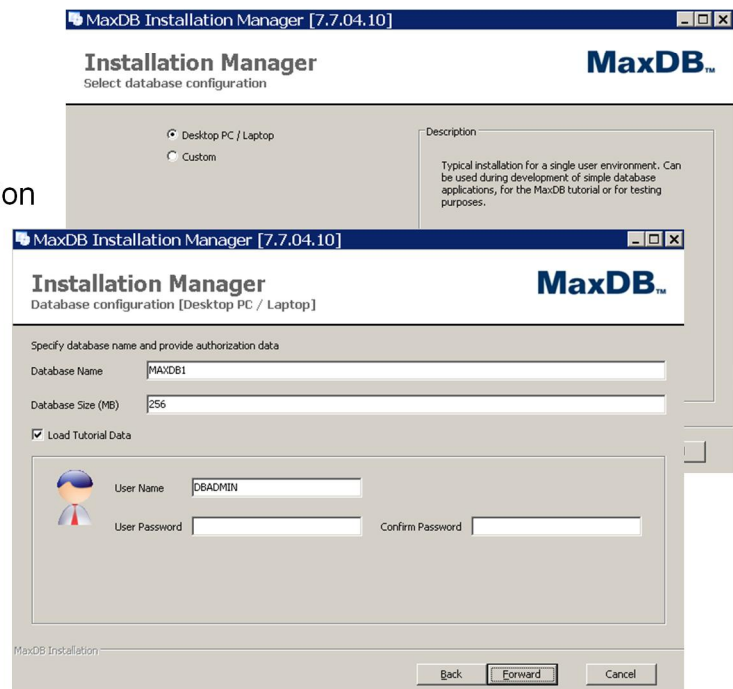 MaxDB Installation Manager [7.7.04.10]
Installation Manager
Select database configuration
MaxDB™
Desktop PC / Laptop
Custom
Description
Typical installation for a single user environment. Can
be used during development of simple database
applications, for the MaxDB tutorial or for testing
purposes.
on
MaxDB Installation Manager [7.7.04.10]
Installation Manager
Database configuration [Desktop PC / Laptop]
MaxDB™
Specify database name and provide authorization data
Database Name MAXDB1
Database Size (MB) 256
Load Tutorial Data
User Name DBADMIN
User Password Confirm Password
MaxDB Installation
Back Forward Cancel